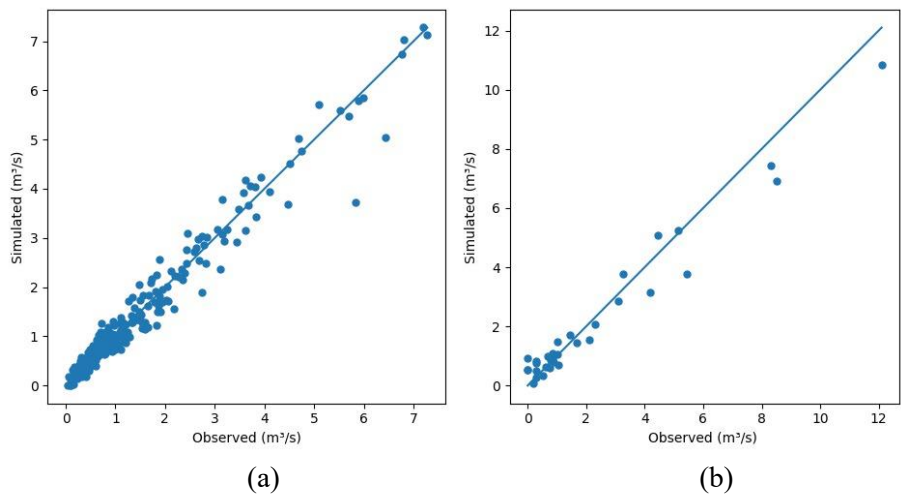 7
6
5
4
3
2
1
0
Simulated (m³/s)
0 1 2 3 4 5 6 7
Observed (m³/s)
(a)
12
10
8
6
4
2
0
Simulated (m³/s)
0 2 4 6 8 10 12
Observed (m³/s)
(b)